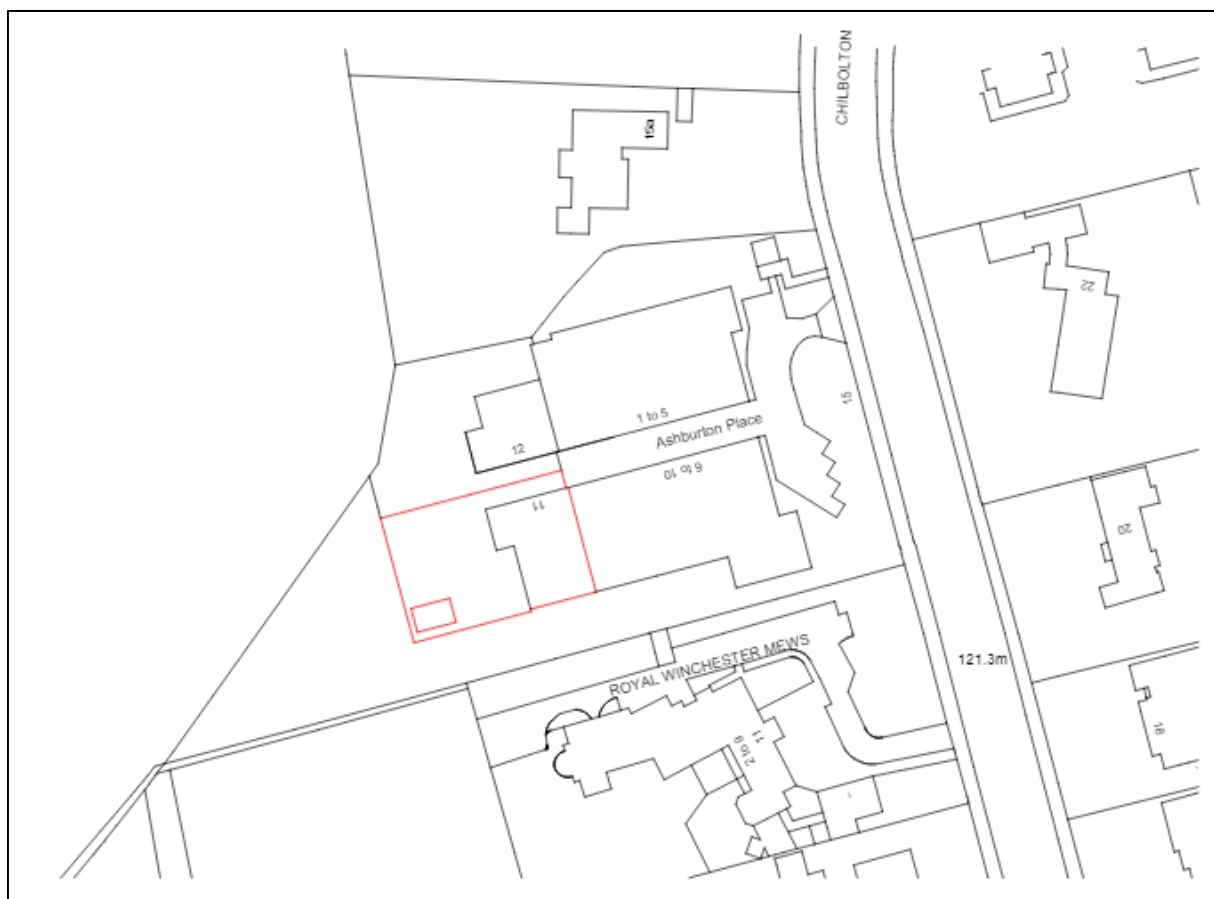 CHILBOLTON
15a
22
15
1 to 5
Ashburton Place
12
6 to 10
11
20
121.3m
ROYAL WINCHESTER MEWS
2 to 9
11
1
18